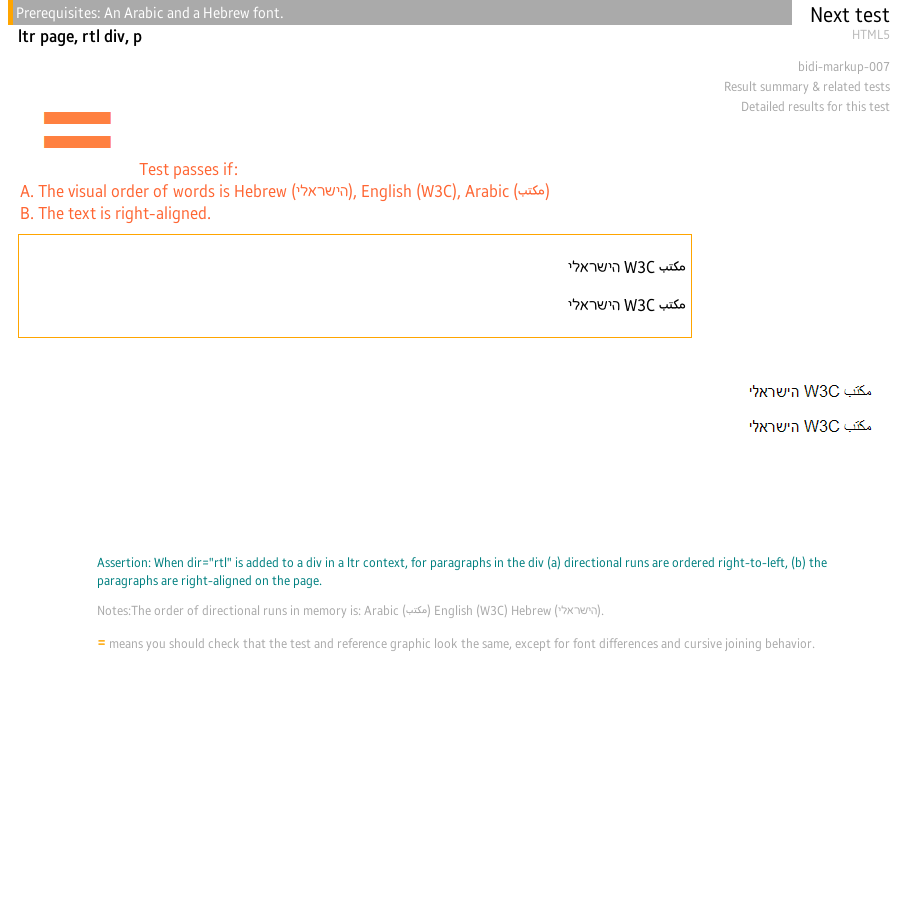 Prerequisites: An Arabic and a Hebrew font.
Next test
ltr page, rtl div, p
HTML5
bidi-markup-007
Result summary & related tests
Detailed results for this test
Test passes if:
A. The visual order of words is Hebrew (הישראלי), English (W3C), Arabic (مكتب)
B. The text is right-aligned.
مكتب W3C הישראלי
مكتب W3C הישראלי
مكتب W3C הישראלי
مكتب W3C הישראלי
Assertion: When dir="rtl" is added to a div in a ltr context, for paragraphs in the div (a) directional runs are ordered right-to-left, (b) the
paragraphs are right-aligned on the page.
Notes:The order of directional runs in memory is: Arabic (مكتب) English (W3C) Hebrew (הישראלי).
= means you should check that the test and reference graphic look the same, except for font differences and cursive joining behavior.